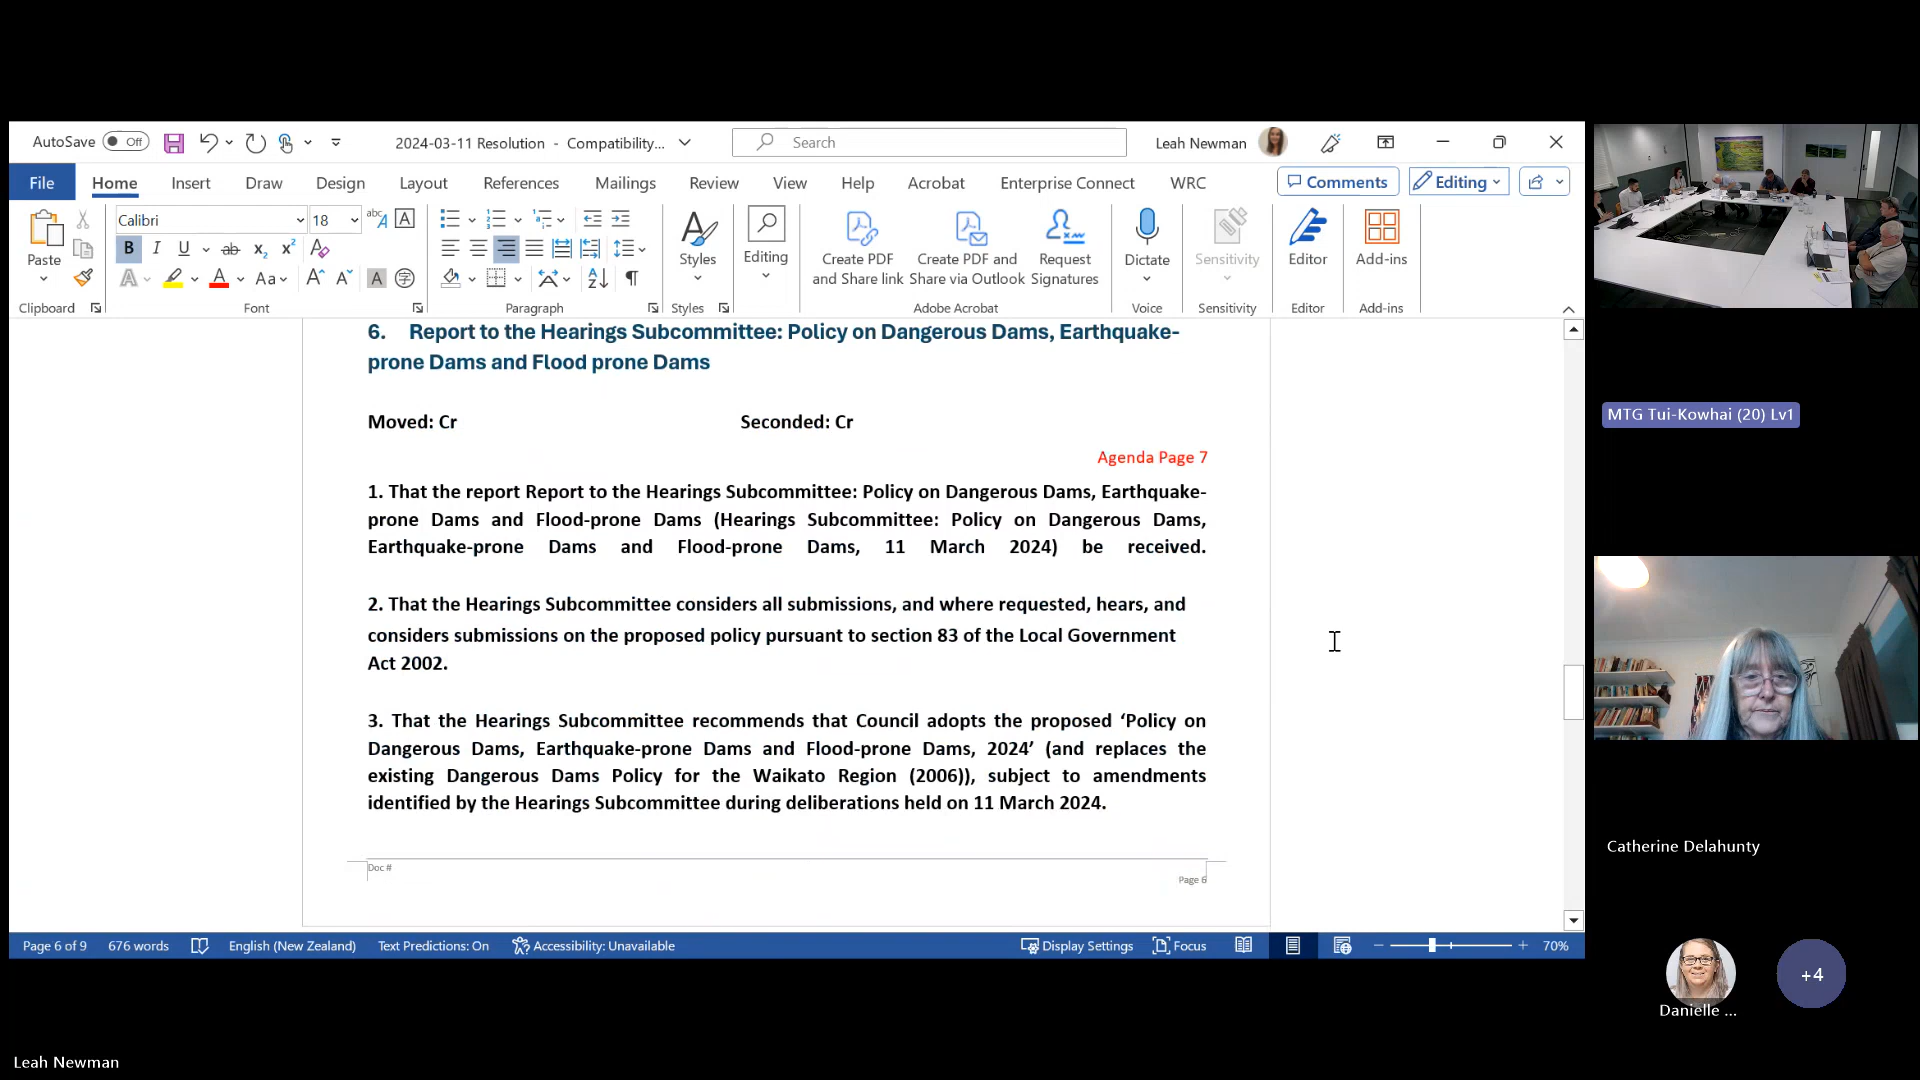 AutoSave Off 2024-03-11 Resolution - Compatibility... Search Leah Newman
File Home Insert Draw Design Layout References Mailings Review View Help Acrobat Enterprise Connect WRC Comments Editing
Paste Calibri 18 Styles Editing Create PDF and Share link Create PDF and Share via Outlook Request Signatures Dictate Sensitivity Editor Add-ins
Clipboard Font Paragraph Styles Adobe Acrobat Voice Sensitivity Editor Add-ins
6. Report to the Hearings Subcommittee: Policy on Dangerous Dams, Earthquake-
prone Dams and Flood prone Dams
Moved: Cr Seconded: Cr
Agenda Page 7
1. That the report Report to the Hearings Subcommittee: Policy on Dangerous Dams, Earthquake-
prone Dams and Flood-prone Dams (Hearings Subcommittee: Policy on Dangerous Dams,
Earthquake-prone Dams and Flood-prone Dams, 11 March 2024) be received.
2. That the Hearings Subcommittee considers all submissions, and where requested, hears, and
considers submissions on the proposed policy pursuant to section 83 of the Local Government
Act 2002.
3. That the Hearings Subcommittee recommends that Council adopts the proposed ‘Policy on
Dangerous Dams, Earthquake-prone Dams and Flood-prone Dams, 2024’ (and replaces the
existing Dangerous Dams Policy for the Waikato Region (2006)), subject to amendments
identified by the Hearings Subcommittee during deliberations held on 11 March 2024.
Doc #
Page 6
Page 6 of 9 676 words English (New Zealand) Text Predictions: On Accessibility: Unavailable Display Settings Focus 70%
MTG Tui-Kowhai (20) Lv1
Catherine Delahunty
Danielle ...
+4
Leah Newman